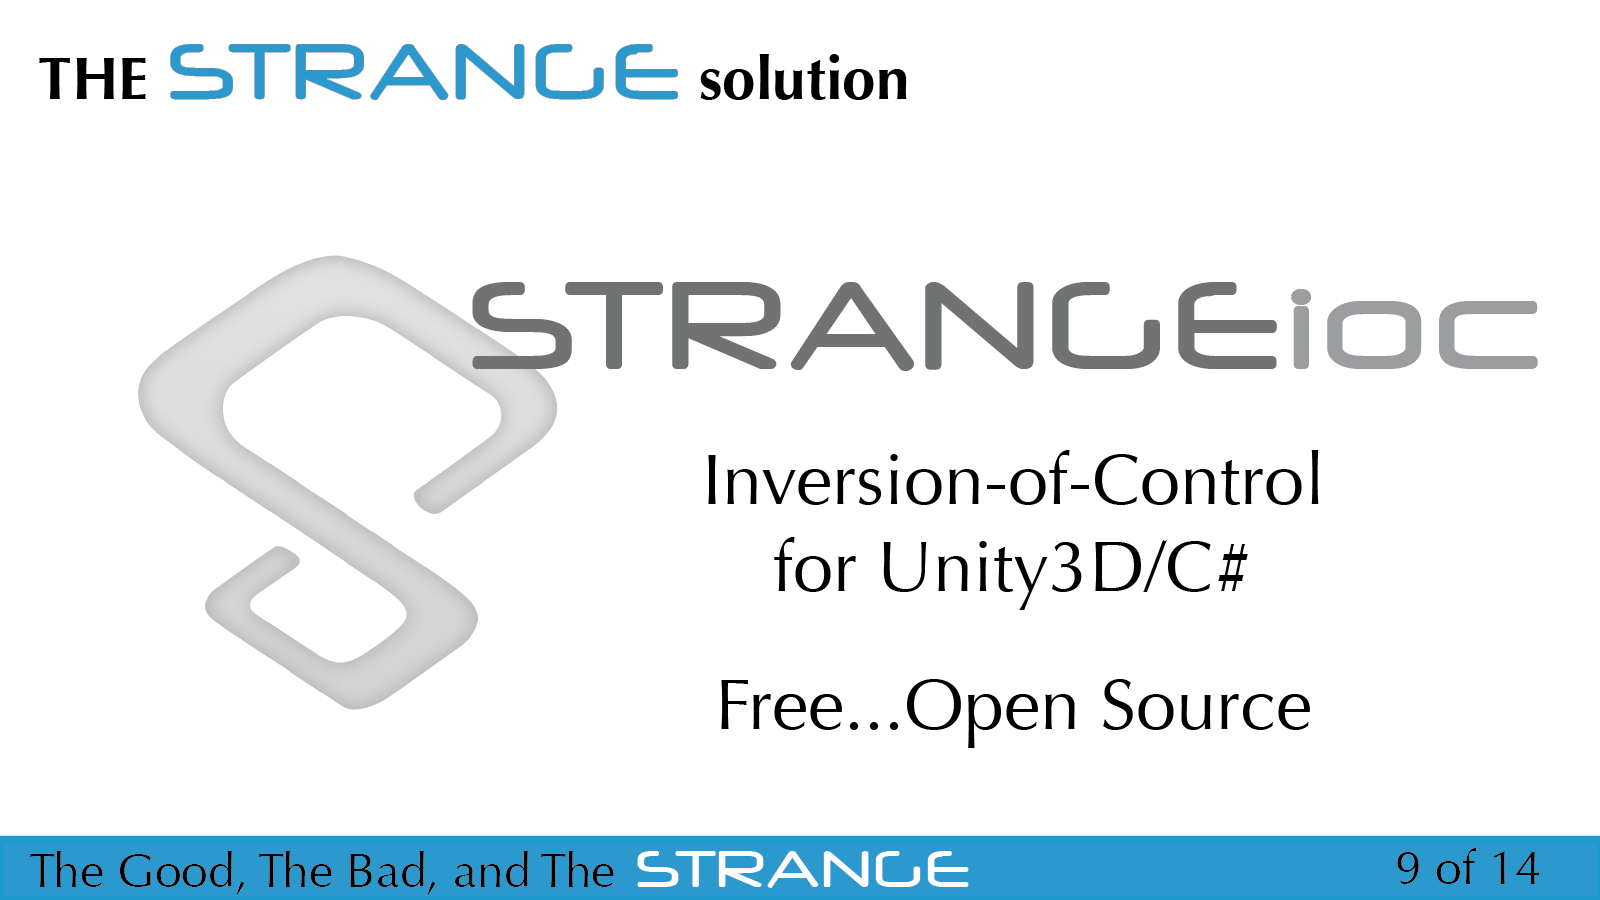 THE STRANGE solution
STRANGEioc
Inversion-of-Control
for Unity3D/C#
Free...Open Source
The Good, The Bad, and The STRANGE
9 of 14